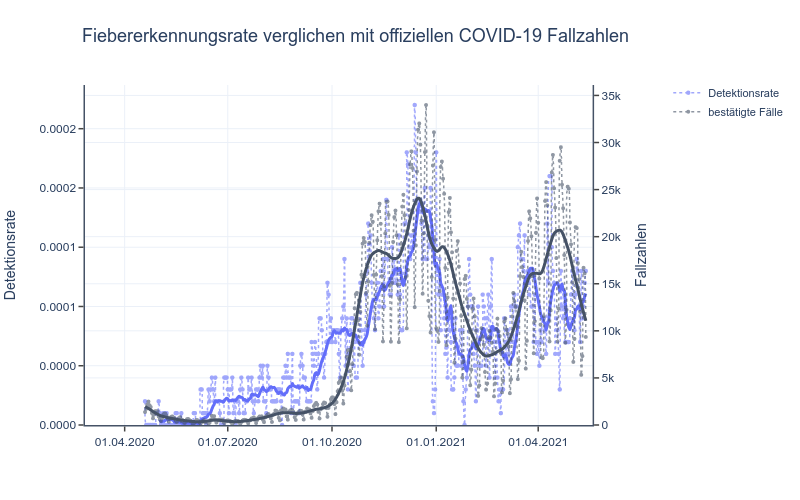 Fiebererkennungsrate verglichen mit offiziellen COVID-19 Fallzahlen
Detektionsrate
bestätigte Fälle
0.0002
0.0002
0.0001
0.0001
0.0000
0.0000
Detektionsrate
35k
30k
25k
20k
15k
10k
5k
0
Fallzahlen
01.04.2020
01.07.2020
01.10.2020
01.01.2021
01.04.2021